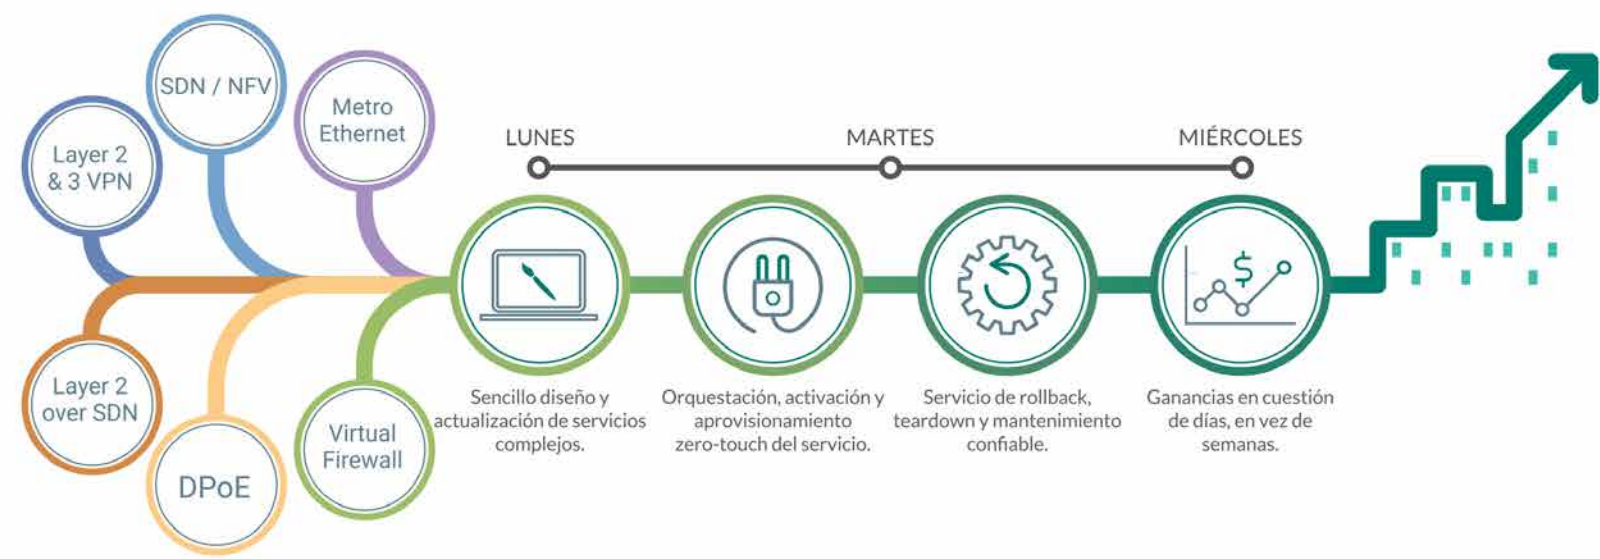 SDN / NFV
Metro
Ethernet
Layer 2
& 3 VPN
Layer 2
over SDN
DPoE
Virtual
Firewall
LUNES
MARTES
MIÉRCOLES
$
Sencillo diseño y
actualización de servicios
complejos.
Orquestación, activación y
aprovisionamiento
zero-touch del servicio.
Servicio de rollback,
teardown y mantenimiento
confiable.
Ganancias en cuestión
de días, en vez de
semanas.